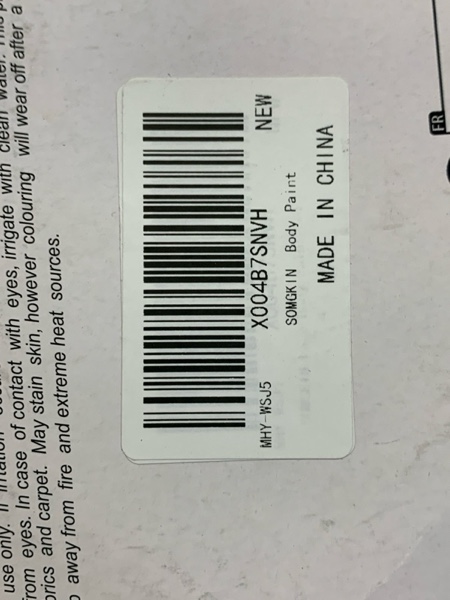 use only. If irritation
from eyes. In case of contact with eyes, irrigate with clean water. This
brics and carpet. May stain skin, however colouring will wear off after a
away from fire and extreme heat sources.
X004B7SNVH
MHY-WSJ5
NEW
SOMGKIN Body Paint
MADE IN CHINA
FR